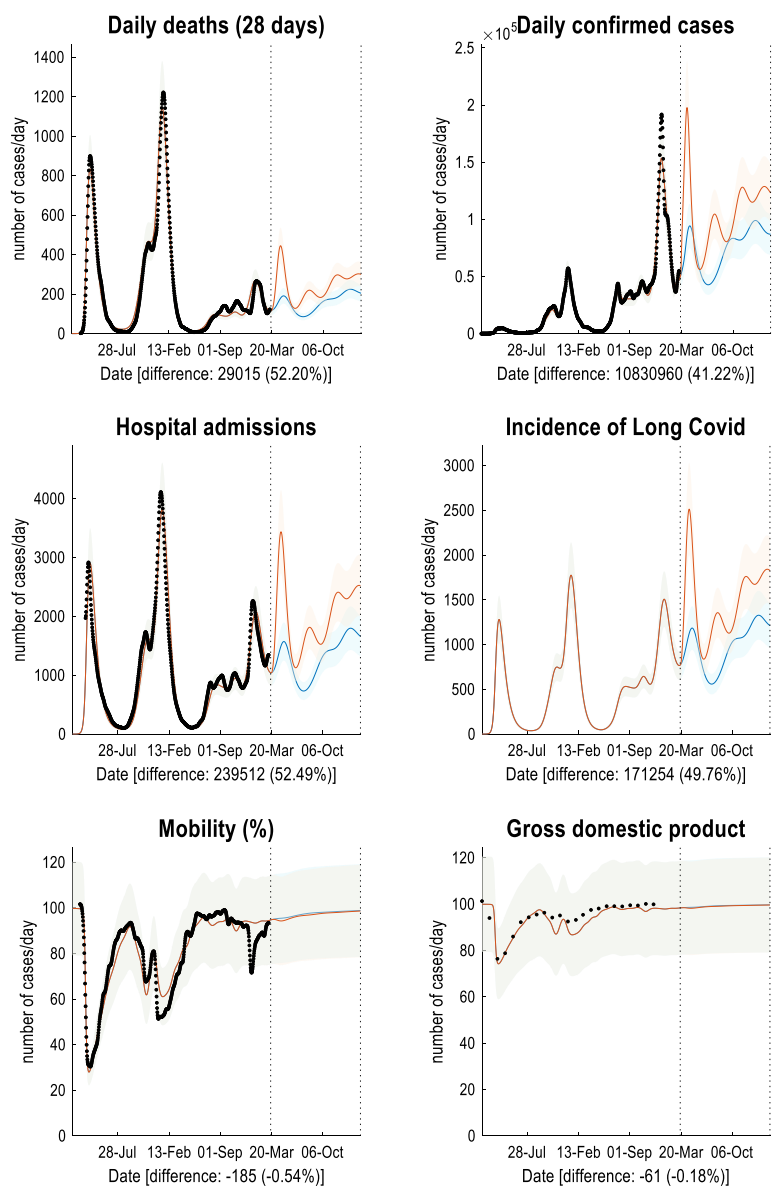 Daily deaths (28 days)
1400
1200
1000
800
600
400
200
0
number of cases/day
28-Jul 13-Feb 01-Sep 20-Mar 06-Oct
Date [difference: 29015 (52.20%)]
Daily confirmed cases
×10⁵
2.5
2
1.5
1
0.5
0
number of cases/day
28-Jul 13-Feb 01-Sep 20-Mar 06-Oct
Date [difference: 10830960 (41.22%)]
Hospital admissions
4000
3000
2000
1000
0
number of cases/day
28-Jul 13-Feb 01-Sep 20-Mar 06-Oct
Date [difference: 239512 (52.49%)]
Incidence of Long Covid
3000
2500
2000
1500
1000
500
0
number of cases/day
28-Jul 13-Feb 01-Sep 20-Mar 06-Oct
Date [difference: 171254 (49.76%)]
Mobility (%)
120
100
80
60
40
20
0
number of cases/day
28-Jul 13-Feb 01-Sep 20-Mar 06-Oct
Date [difference: -185 (-0.54%)]
Gross domestic product
120
100
80
60
40
20
0
number of cases/day
28-Jul 13-Feb 01-Sep 20-Mar 06-Oct
Date [difference: -61 (-0.18%)]